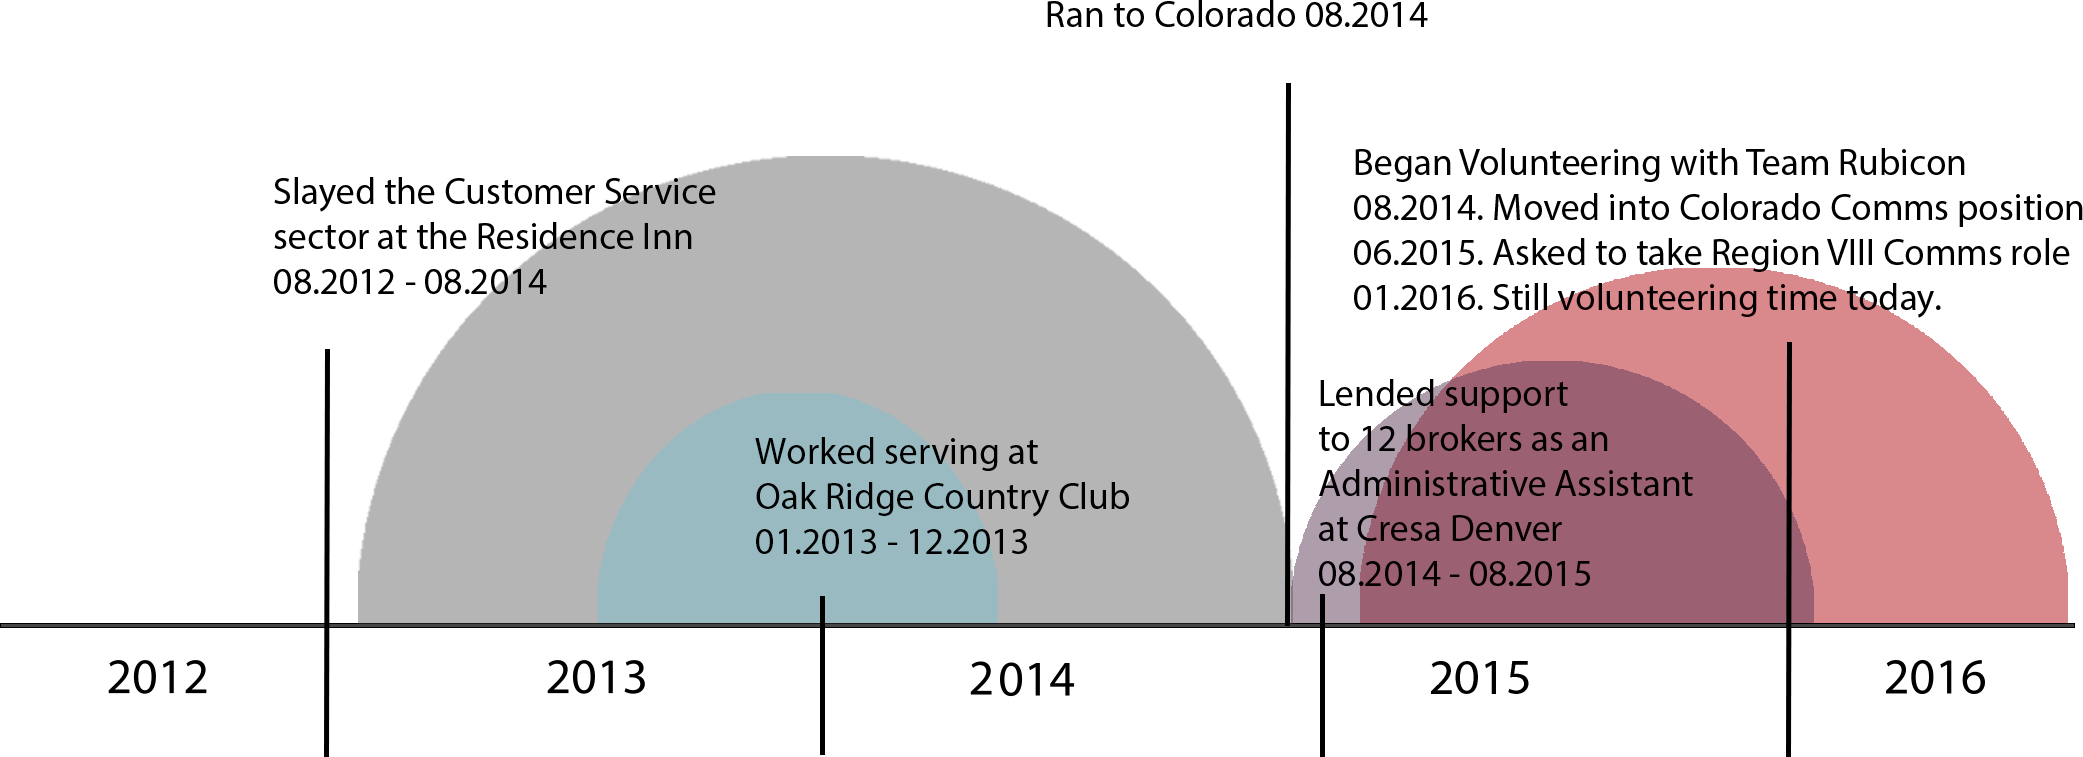 Ran to Colorado 08.2014
Slayed the Customer Service
sector at the Residence Inn
08.2012 - 08.2014
Began Volunteering with Team Rubicon
08.2014. Moved into Colorado Comms position
06.2015. Asked to take Region VIII Comms role
01.2016. Still volunteering time today.
Worked serving at
Oak Ridge Country Club
01.2013 - 12.2013
Lended support
to 12 brokers as an
Administrative Assistant
at Cresa Denver
08.2014 - 08.2015
2012
2013
2014
2015
2016